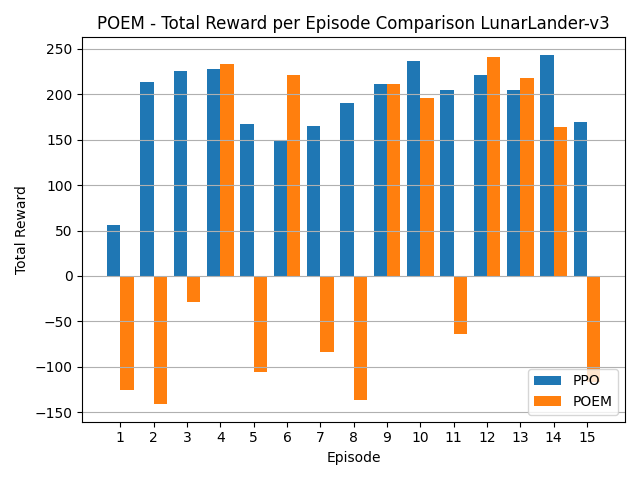 POEM - Total Reward per Episode Comparison LunarLander-v3
250
200
150
100
50
0
−50
−100
−150
Total Reward
1 2 3 4 5 6 7 8 9 10 11 12 13 14 15
Episode
PPO
POEM